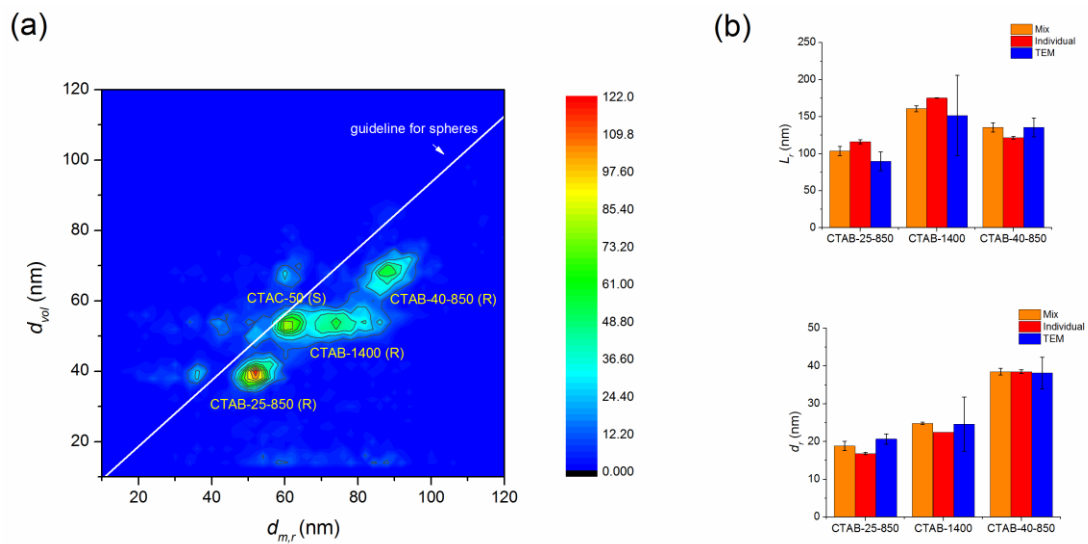 (a)
120
100
80
60
40
20
d_vol (nm)
guideline for spheres
CTAC-50 (S)
CTAB-40-850 (R)
CTAB-1400 (R)
CTAB-25-850 (R)
20 40 60 80 100 120
d_m,r (nm)
122.0
109.8
97.60
85.40
73.20
61.00
48.80
36.60
24.40
12.20
0.000
(b)
Mix
Individual
TEM
250
200
150
100
50
0
L_r (nm)
CTAB-25-850 CTAB-1400 CTAB-40-850
Mix
Individual
TEM
50
40
30
20
10
0
d_r (nm)
CTAB-25-850 CTAB-1400 CTAB-40-850